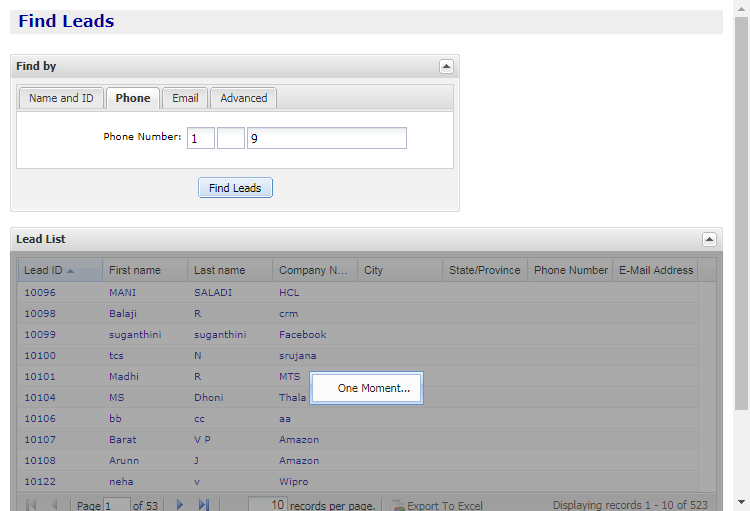 Find Leads
Find by
Name and ID Phone Email Advanced
Phone Number: 1 9
Find Leads
Lead List
Lead ID First name Last name Company N... City State/Province Phone Number E-Mail Address
10096 MANI SALADI HCL
10098 Balaji R crm
10099 suganthini suganthini Facebook
10100 tcs N srujana
10101 Madhi R MTS
One Moment...
10104 MS Dhoni Thala
10106 bb cc aa
10107 Barat V P Amazon
10108 Arunn J Amazon
10122 neha v Wipro
Page 1 of 53 10 records per page. Export To Excel Displaying records 1 - 10 of 523